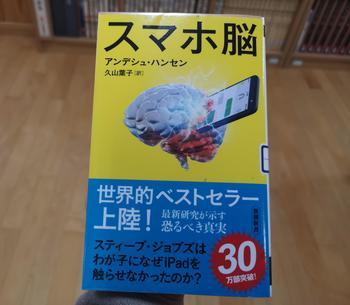 スマホ脳
アンデシュ・ハンセン
久山葉子[訳]
世界的ベストセラー
上陸!
最新研究が示す
恐るべき真実
新潮新書
スティーブ・ジョブズは
わが子になぜiPadを
触らせなかったのか?
30
万部突破!